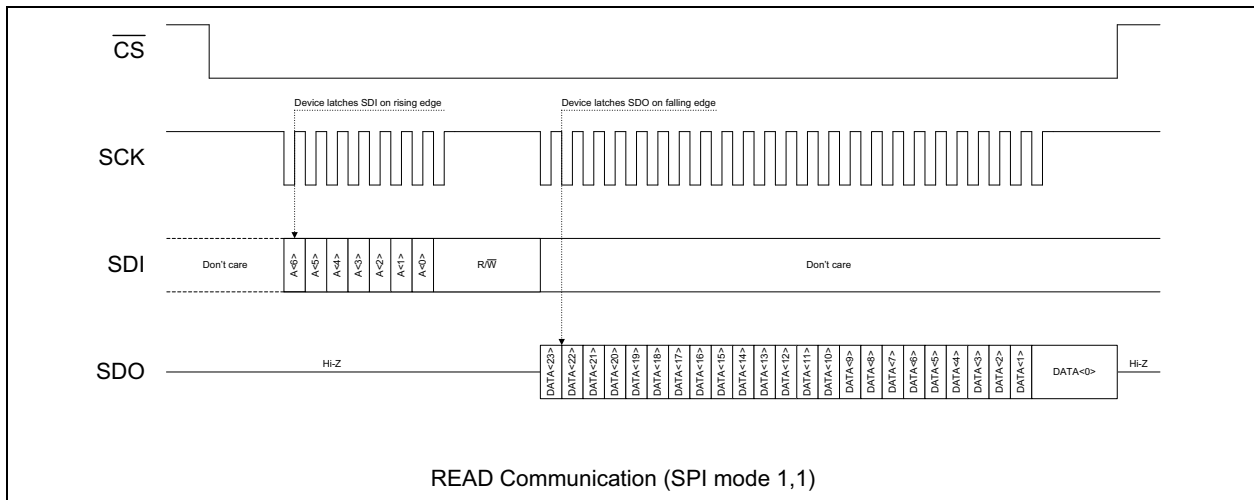 CS
Device latches SDI on rising edge
Device latches SDO on falling edge
SCK
SDI
Don't care
A<6>
A<5>
A<4>
A<3>
A<2>
A<1>
A<0>
R/W
Don't care
SDO
Hi-Z
DATA<23>
DATA<22>
DATA<21>
DATA<20>
DATA<19>
DATA<18>
DATA<17>
DATA<16>
DATA<15>
DATA<14>
DATA<13>
DATA<12>
DATA<11>
DATA<10>
DATA<9>
DATA<8>
DATA<7>
DATA<6>
DATA<5>
DATA<4>
DATA<3>
DATA<2>
DATA<1>
DATA<0>
Hi-Z
READ Communication (SPI mode 1,1)